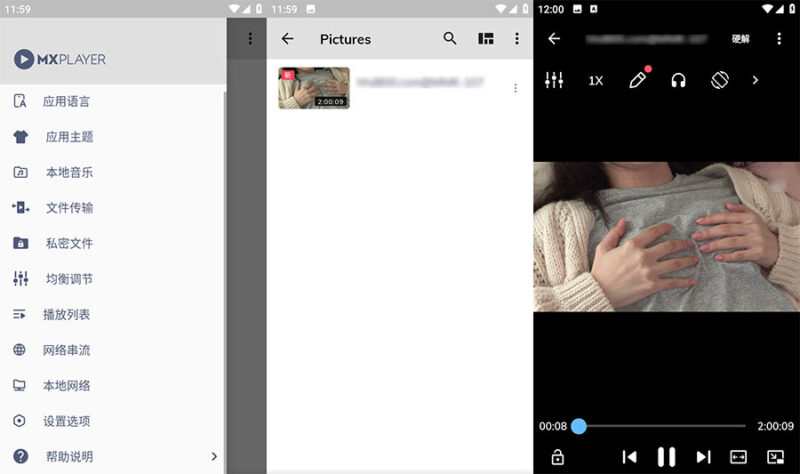 11:59
MXPLAYER
应用语言
应用主题
本地音乐
文件传输
私密文件
均衡调节
播放列表
网络串流
本地网络
设置选项
帮助说明
11:59
Pictures
新
2:00:09
12:00
硬解
1X
00:08
2:00:09